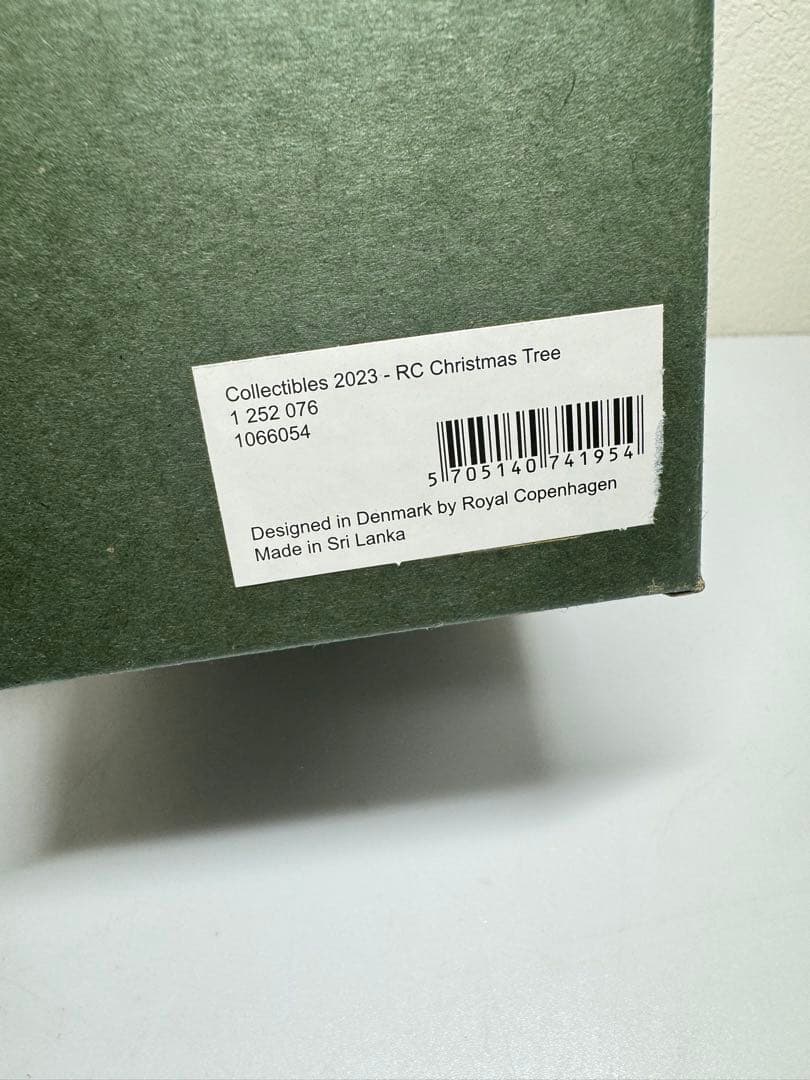 Collectibles 2023 - RC Christmas Tree
1 252 076
1066054
5 705140 741954
Designed in Denmark by Royal Copenhagen
Made in Sri Lanka